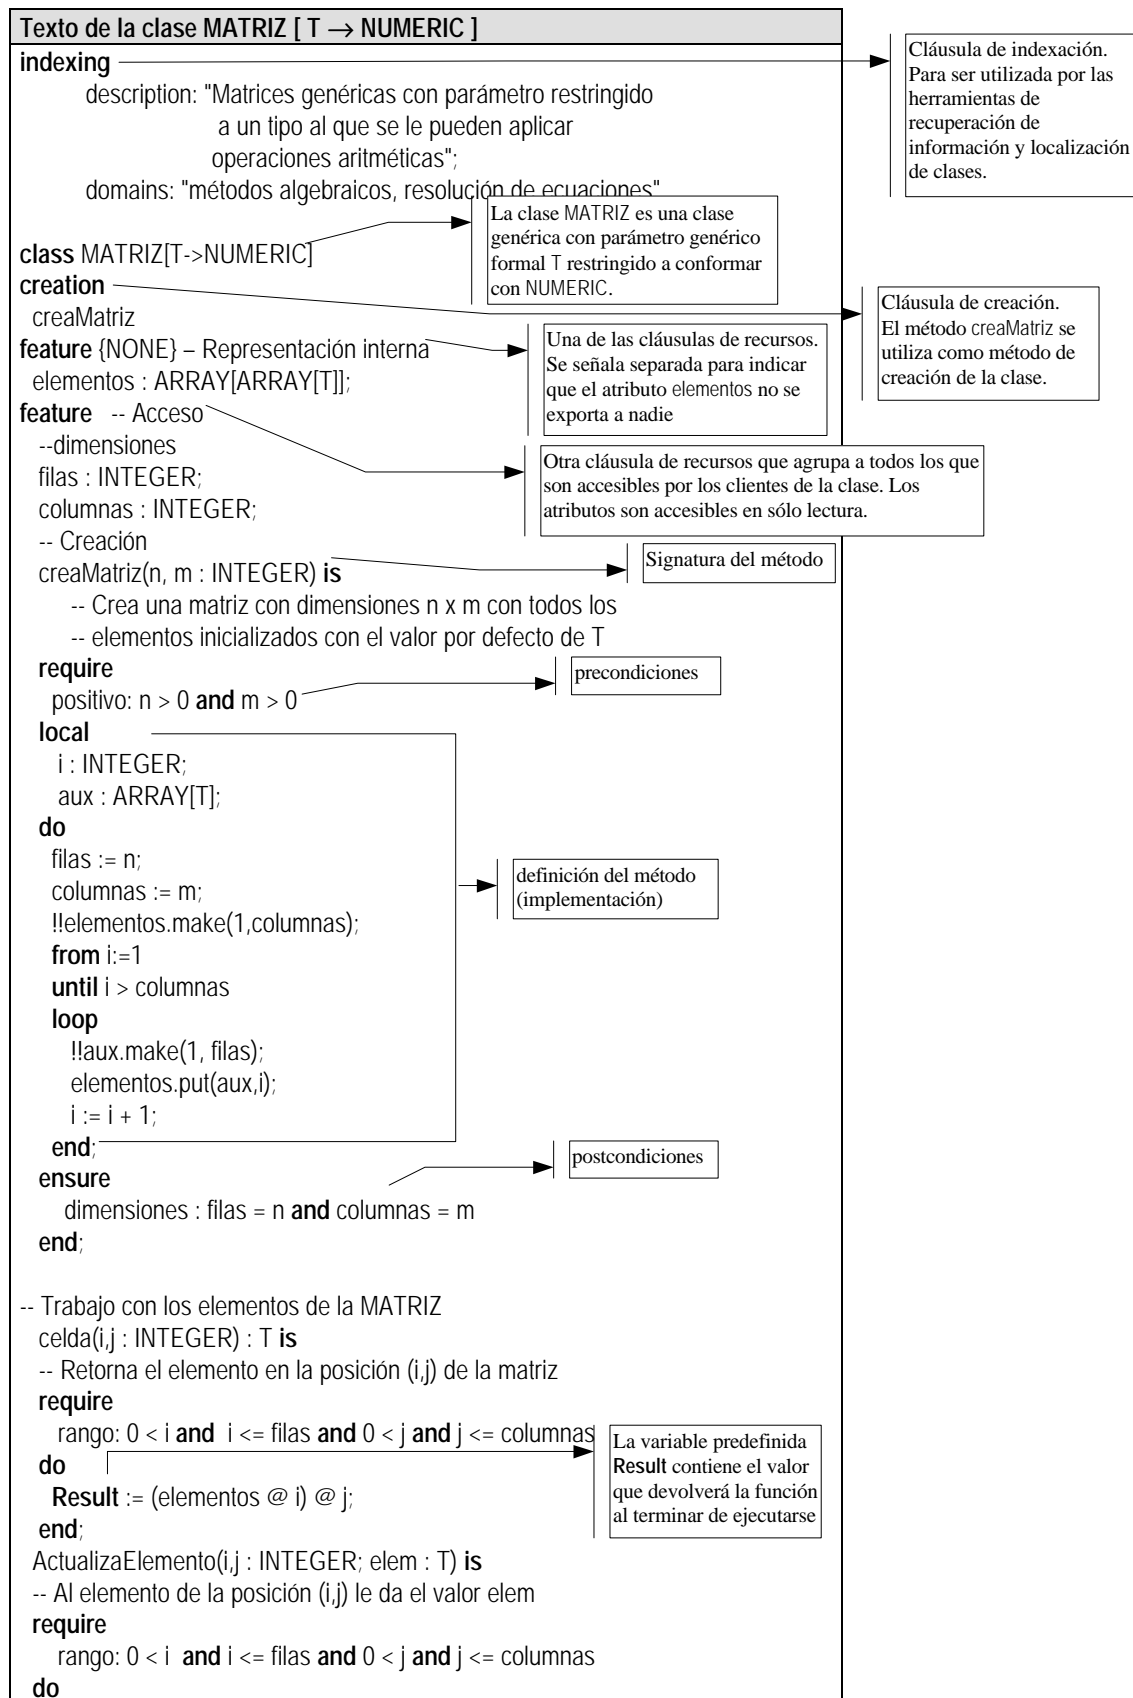 Texto de la clase MATRIZ [ T → NUMERIC ]
indexing
description: "Matrices genéricas con parámetro restringido
a un tipo al que se le pueden aplicar
operaciones aritméticas";
domains: "métodos algebraicos, resolución de ecuaciones"
Cláusula de indexación.
Para ser utilizada por las
herramientas de
recuperación de
información y localización
de clases.
class MATRIZ[T->NUMERIC]
La clase MATRIZ es una clase
genérica con parámetro genérico
formal T restringido a conformar
con NUMERIC.
creation
creaMatriz
Cláusula de creación.
El método creaMatriz se
utiliza como método de
creación de la clase.
feature {NONE} – Representación interna
elementos : ARRAY[ARRAY[T]];
Una de las cláusulas de recursos.
Se señala separada para indicar
que el atributo elementos no se
exporta a nadie
feature -- Acceso
--dimensiones
filas : INTEGER;
columnas : INTEGER;
Otra cláusula de recursos que agrupa a todos los que
son accesibles por los clientes de la clase. Los
atributos son accesibles en sólo lectura.
-- Creación
creaMatriz(n, m : INTEGER) is
Signatura del método
-- Crea una matriz con dimensiones n x m con todos los
-- elementos inicializados con el valor por defecto de T
require
positivo: n > 0 and m > 0
precondiciones
local
i : INTEGER;
aux : ARRAY[T];
do
filas := n;
columnas := m;
!!elementos.make(1,columnas);
from i:=1
until i > columnas
loop
!!aux.make(1, filas);
elementos.put(aux,i);
i := i + 1;
end;
definición del método
(implementación)
ensure
dimensiones : filas = n and columnas = m
end;
postcondiciones
-- Trabajo con los elementos de la MATRIZ
celda(i,j : INTEGER) : T is
-- Retorna el elemento en la posición (i,j) de la matriz
require
rango: 0 < i and i <= filas and 0 < j and j <= columnas
do
Result := (elementos @ i) @ j;
end;
La variable predefinida
Result contiene el valor
que devolverá la función
al terminar de ejecutarse
ActualizaElemento(i,j : INTEGER; elem : T) is
-- Al elemento de la posición (i,j) le da el valor elem
require
rango: 0 < i and i <= filas and 0 < j and j <= columnas
do